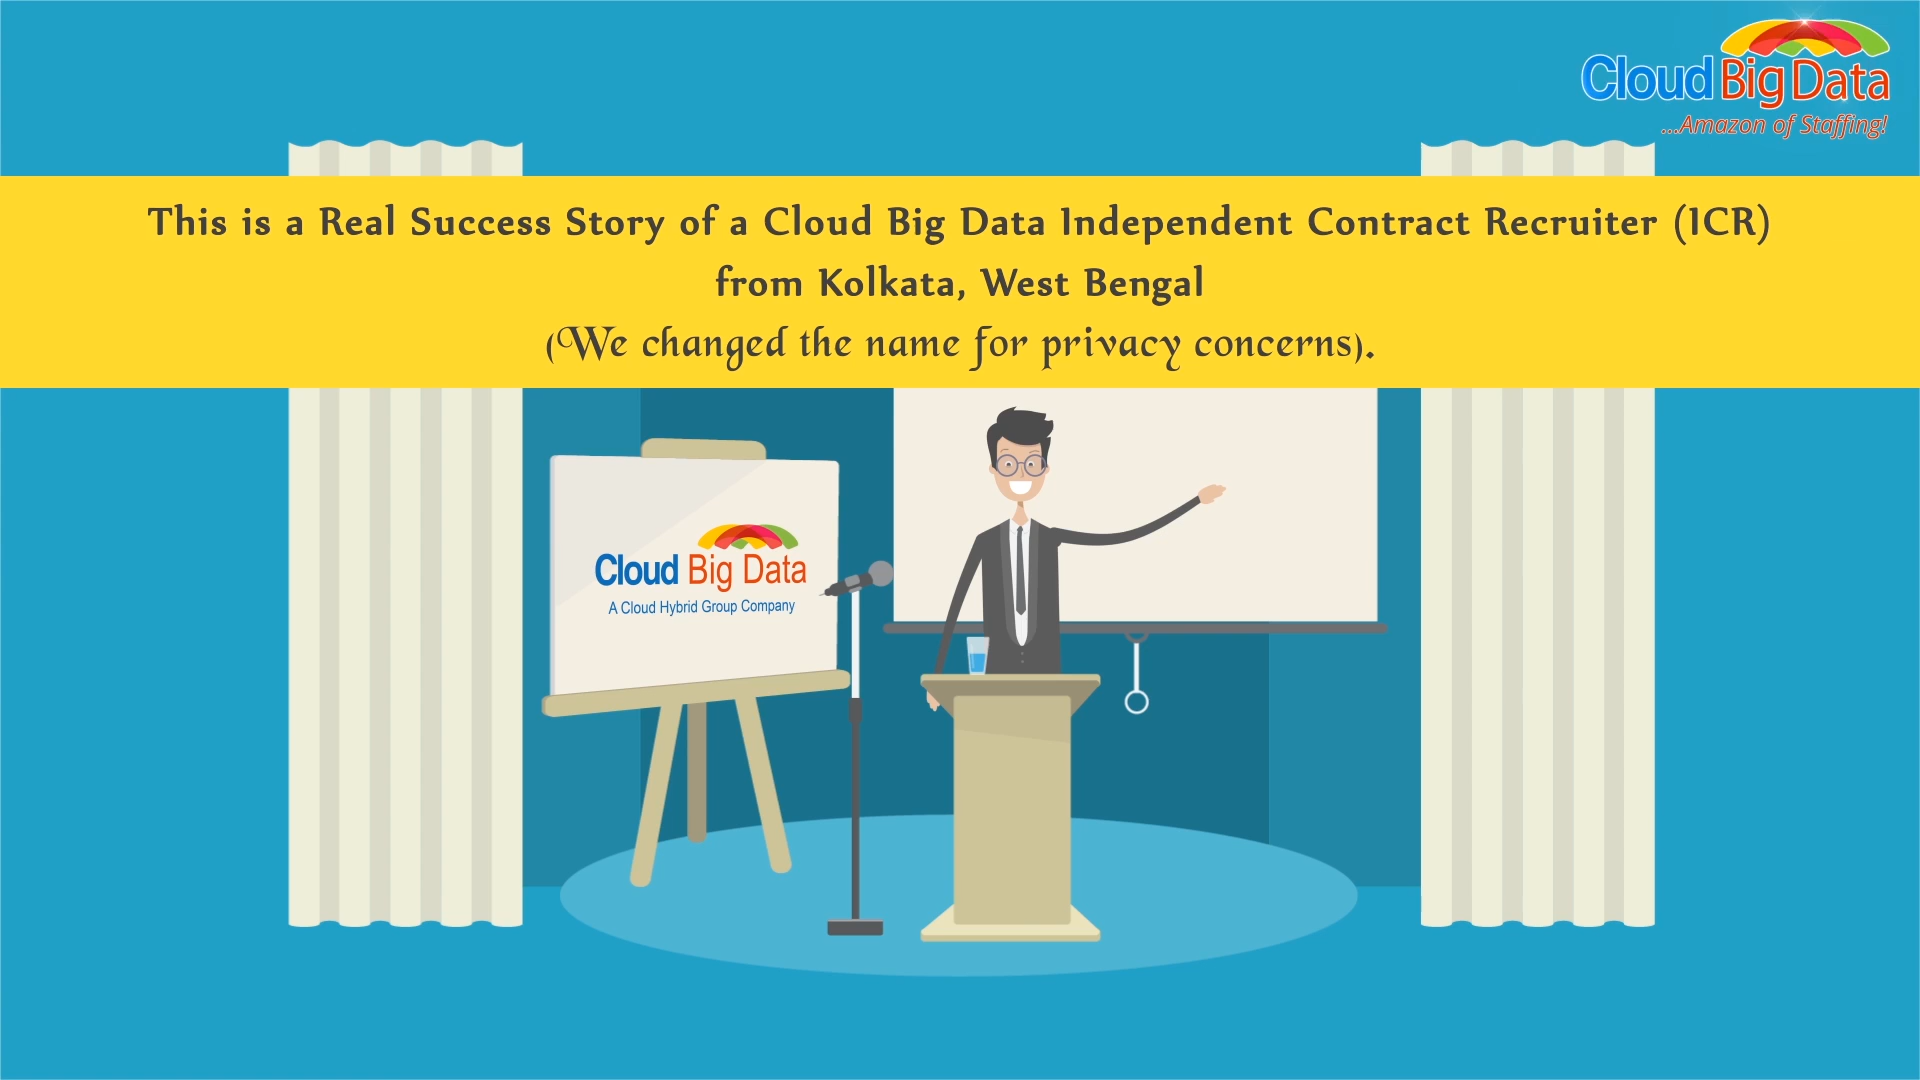 Cloud Big Data
...Amazon of Staffing!
This is a Real Success Story of a Cloud Big Data Independent Contract Recruiter (ICR)
from Kolkata, West Bengal
(We changed the name for privacy concerns).
Cloud Big Data
A Cloud Hybrid Group Company